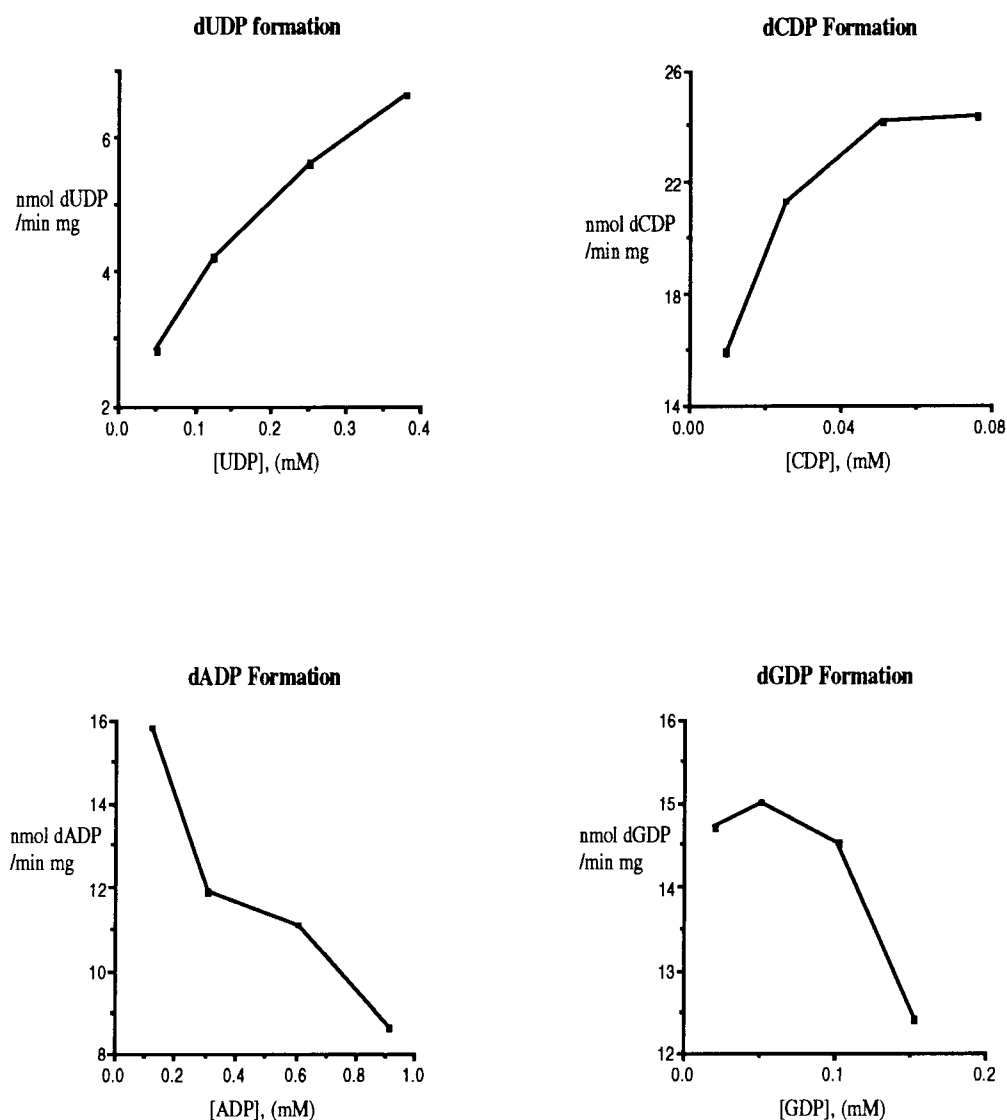 dUDP formation
6
4
2
nmol dUDP
/min mg
0.0 0.1 0.2 0.3 0.4
[UDP], (mM)
dCDP Formation
26
22
18
14
nmol dCDP
/min mg
0.00 0.04 0.08
[CDP], (mM)
dADP Formation
16
14
12
10
8
nmol dADP
/min mg
0.0 0.2 0.4 0.6 0.8 1.0
[ADP], (mM)
dGDP Formation
16
15
14
13
12
nmol dGDP
/min mg
0.0 0.1 0.2
[GDP], (mM)